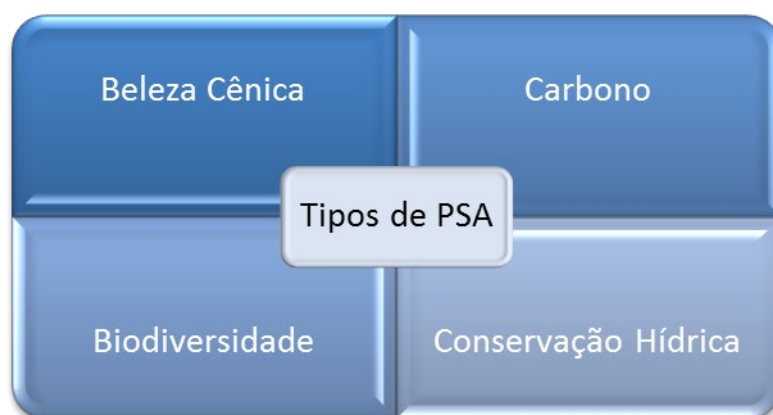 Beleza Cênica
Carbono
Tipos de PSA
Biodiversidade
Conservação Hídrica